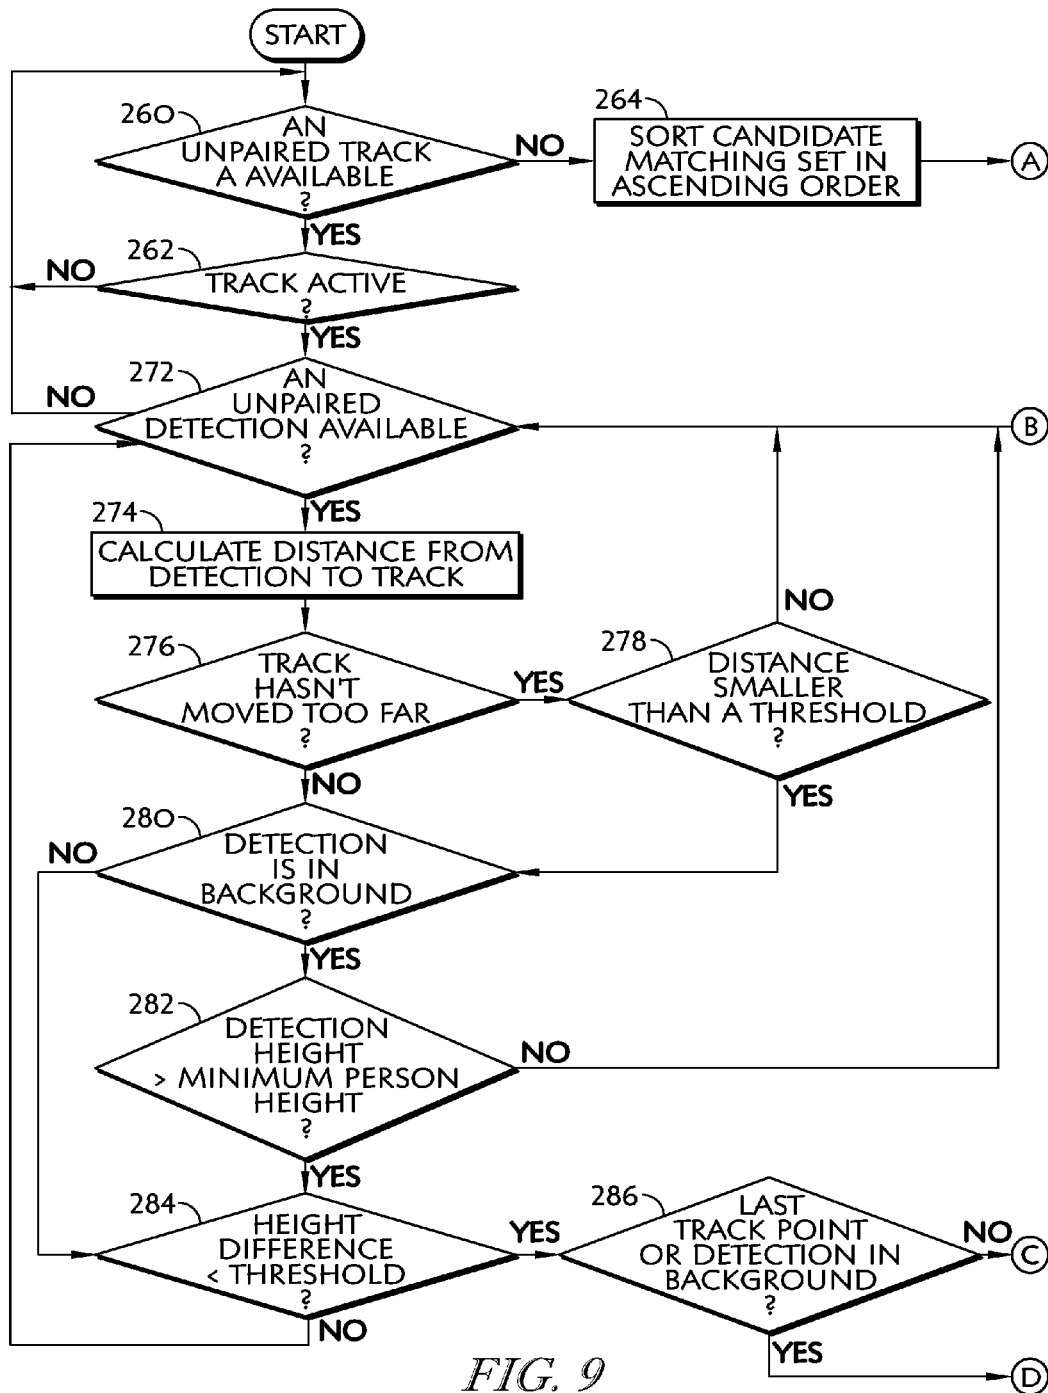 START
260
AN
UNPAIRED TRACK
A AVAILABLE
?
NO
264
SORT CANDIDATE
MATCHING SET IN
ASCENDING ORDER
A
YES
262
NO
TRACK ACTIVE
?
YES
272
NO
AN
UNPAIRED
DETECTION AVAILABLE
?
B
YES
274
CALCULATE DISTANCE FROM
DETECTION TO TRACK
NO
276
TRACK
HASN'T
MOVED TOO FAR
?
YES
278
DISTANCE
SMALLER
THAN A THRESHOLD
?
NO
YES
280
NO
DETECTION
IS IN
BACKGROUND
?
YES
282
DETECTION
HEIGHT
> MINIMUM PERSON
HEIGHT
?
NO
YES
284
HEIGHT
DIFFERENCE
< THRESHOLD
?
YES
286
LAST
TRACK POINT
OR DETECTION IN
BACKGROUND
?
NO
C
NO
YES
D
FIG. 9